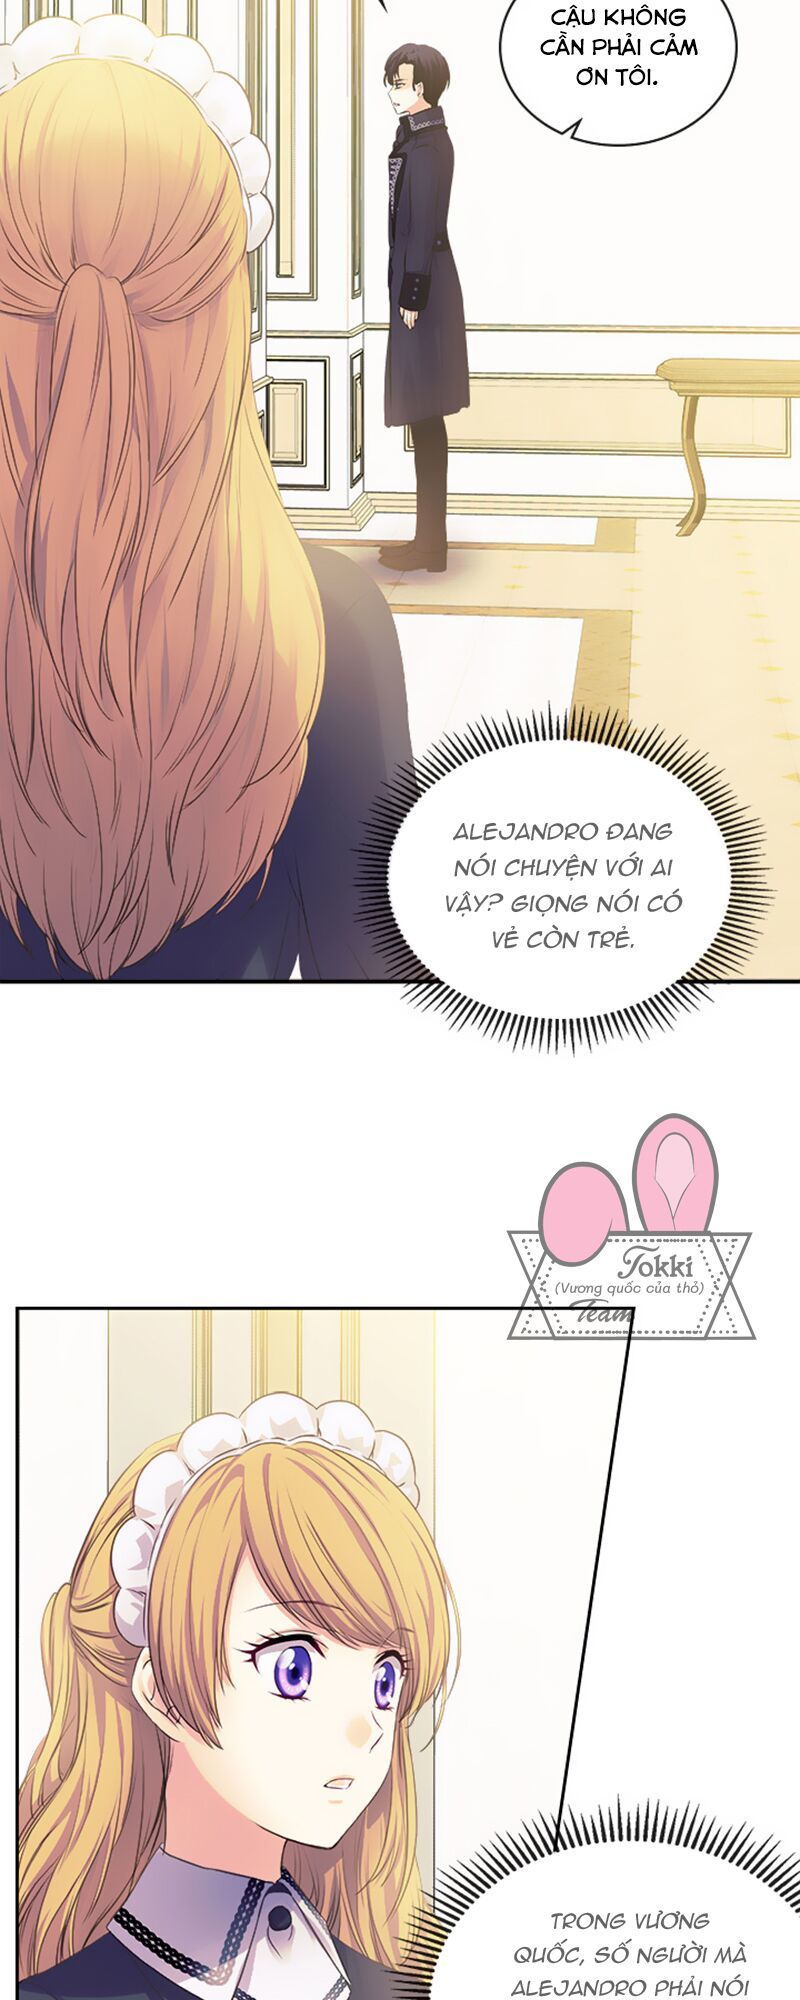 CẬU KHÔNG
CẦN PHẢI CẢM
ƠN TÔI.
ALEJANDRO ĐANG
NÓI CHUYỆN VỚI AI
VẬY? GIỌNG NÓI CÓ
VẺ CÒN TRẺ.
Tokki
(Vương quốc của thỏ)
Team
TRONG VƯƠNG
QUỐC, SỐ NGƯỜI MÀ
ALEJANDRO PHẢI NÓI